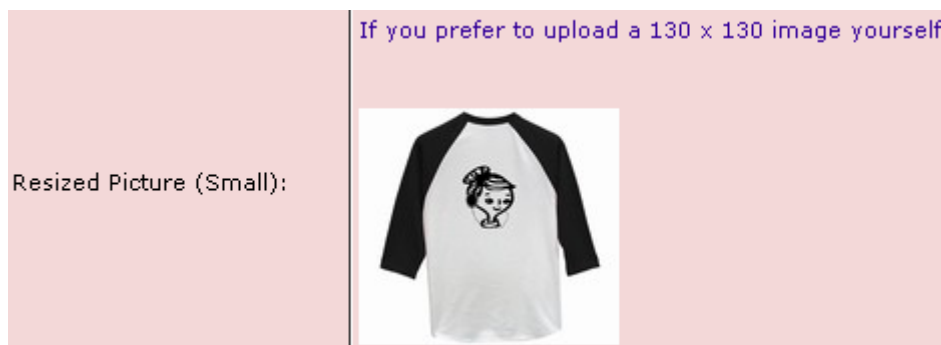 If you prefer to upload a 130 x 130 image yourself
Resized Picture (Small):